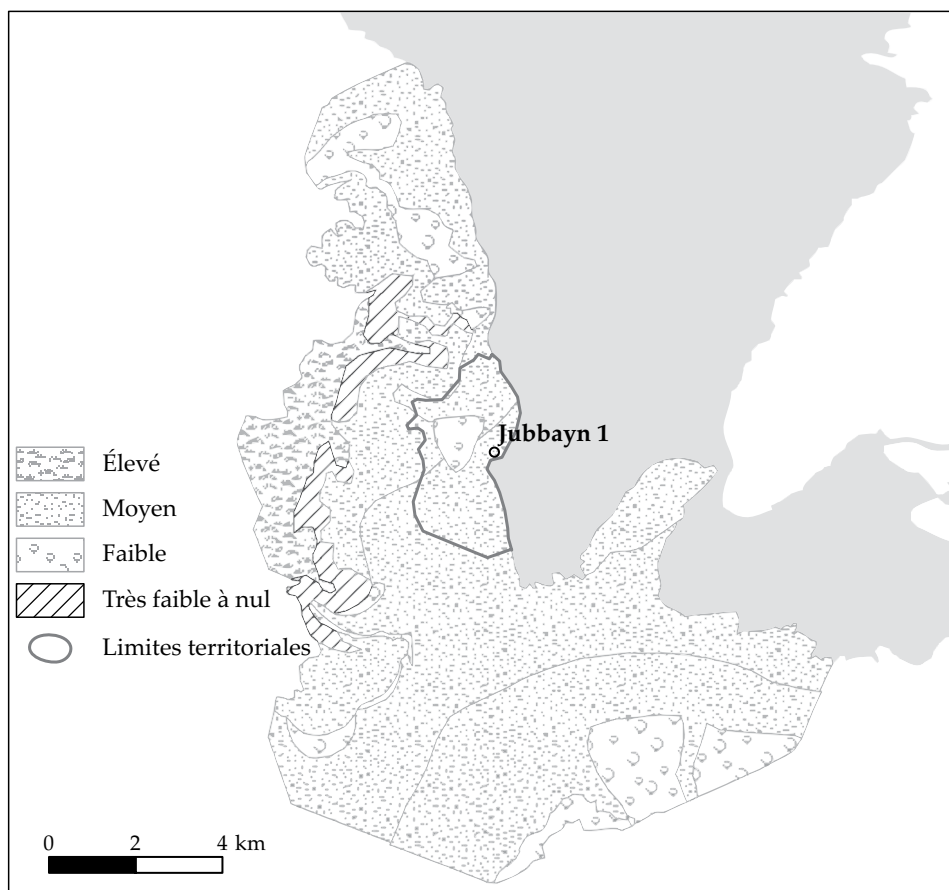 Jubbayn 1
Élevé
Moyen
Faible
Très faible à nul
Limites territoriales
0 2 4 km